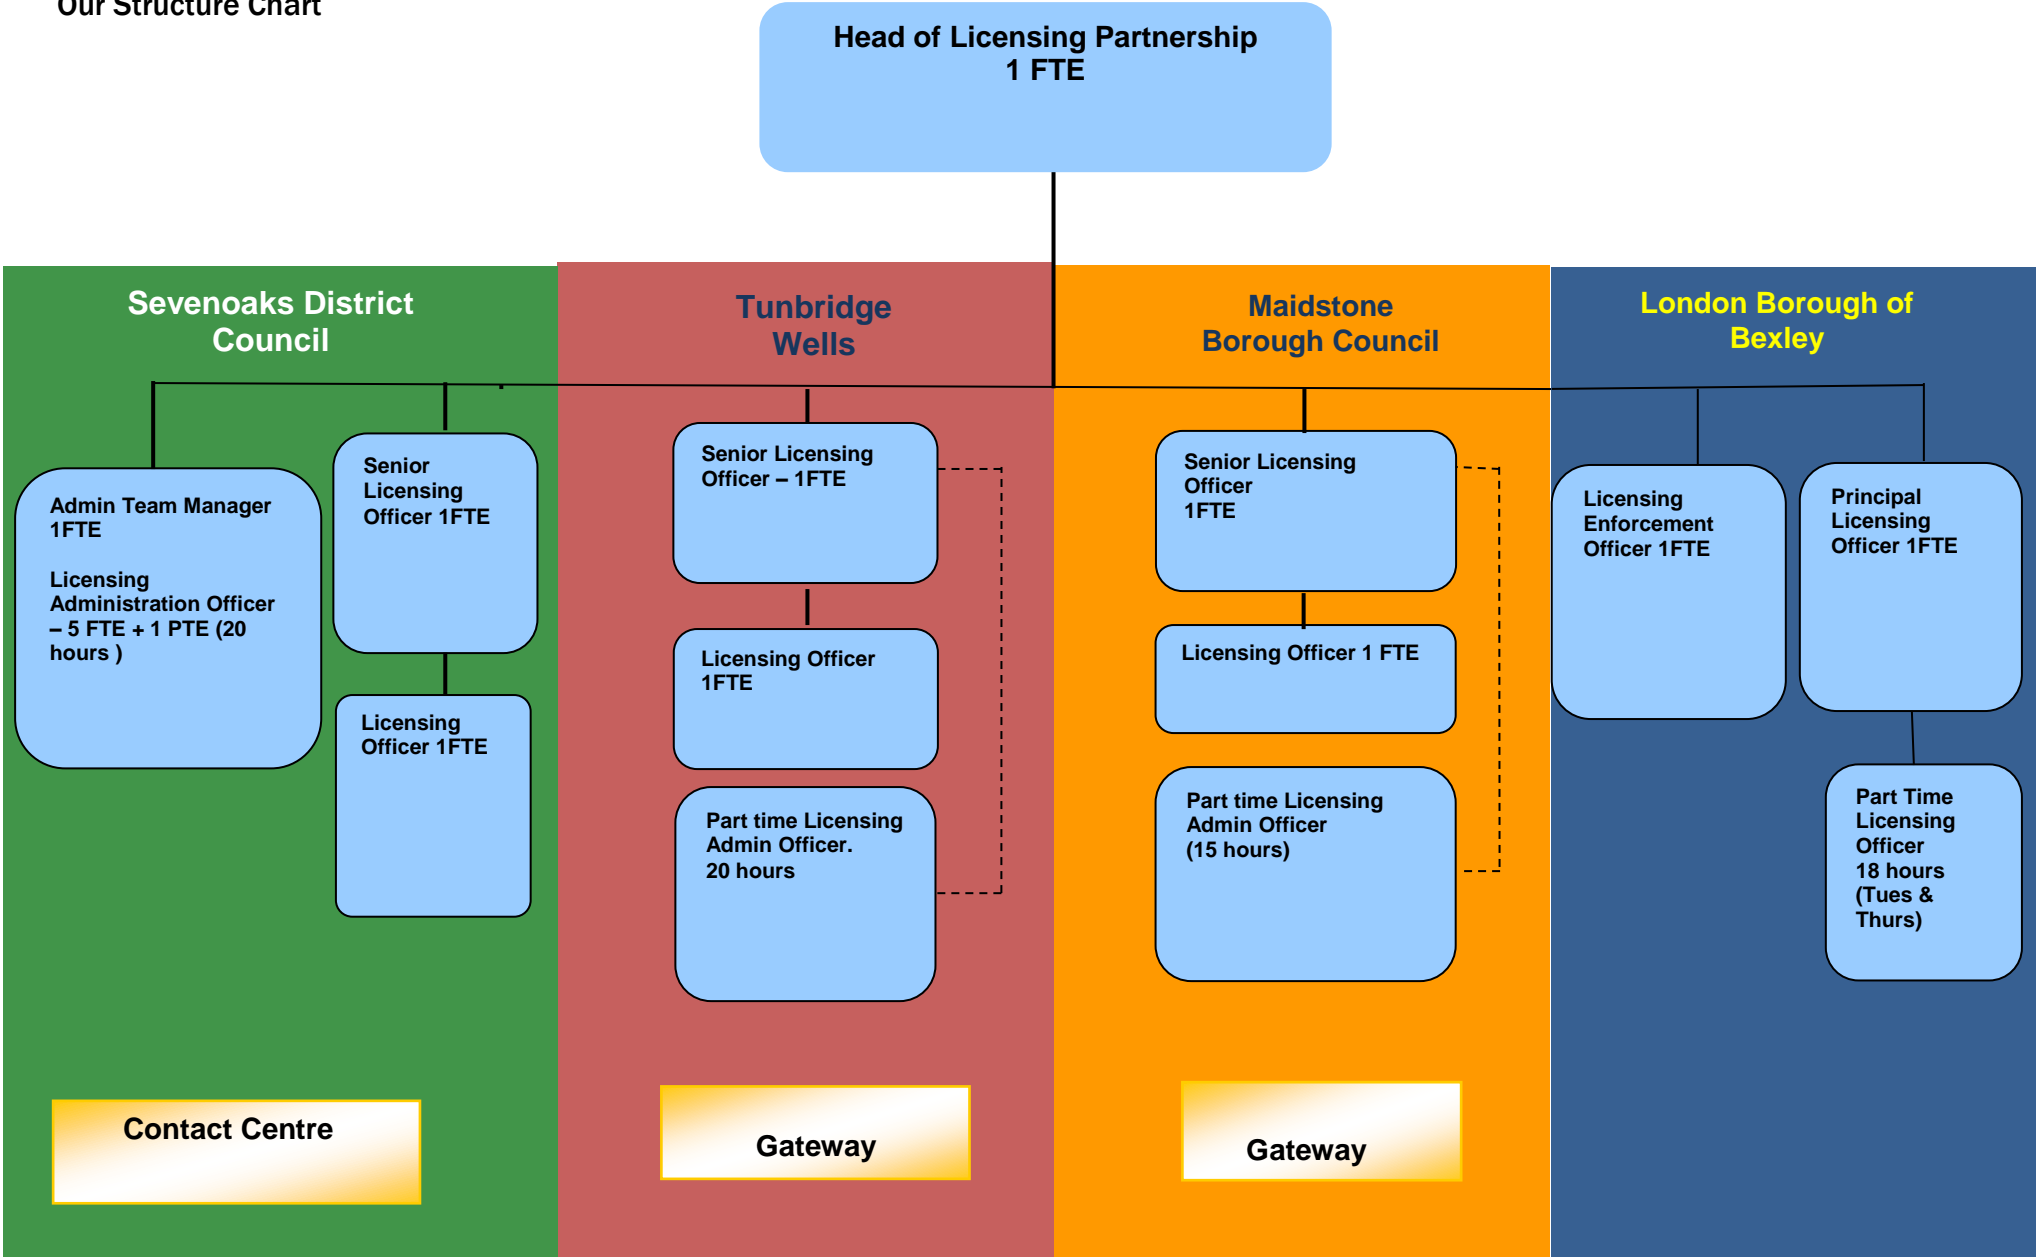 Our Structure Chart
Head of Licensing Partnership
1 FTE
Sevenoaks District
Council
Admin Team Manager
1FTE
Licensing
Administration Officer
– 5 FTE + 1 PTE (20
hours )
Senior
Licensing
Officer 1FTE
Licensing
Officer 1FTE
Contact Centre
Tunbridge
Wells
Senior Licensing
Officer – 1FTE
Licensing Officer
1FTE
Part time Licensing
Admin Officer.
20 hours
Gateway
Maidstone
Borough Council
Senior Licensing
Officer
1FTE
Licensing Officer 1 FTE
Part time Licensing
Admin Officer
(15 hours)
Gateway
London Borough of
Bexley
Licensing
Enforcement
Officer 1FTE
Principal
Licensing
Officer 1FTE
Part Time
Licensing
Officer
18 hours
(Tues &
Thurs)